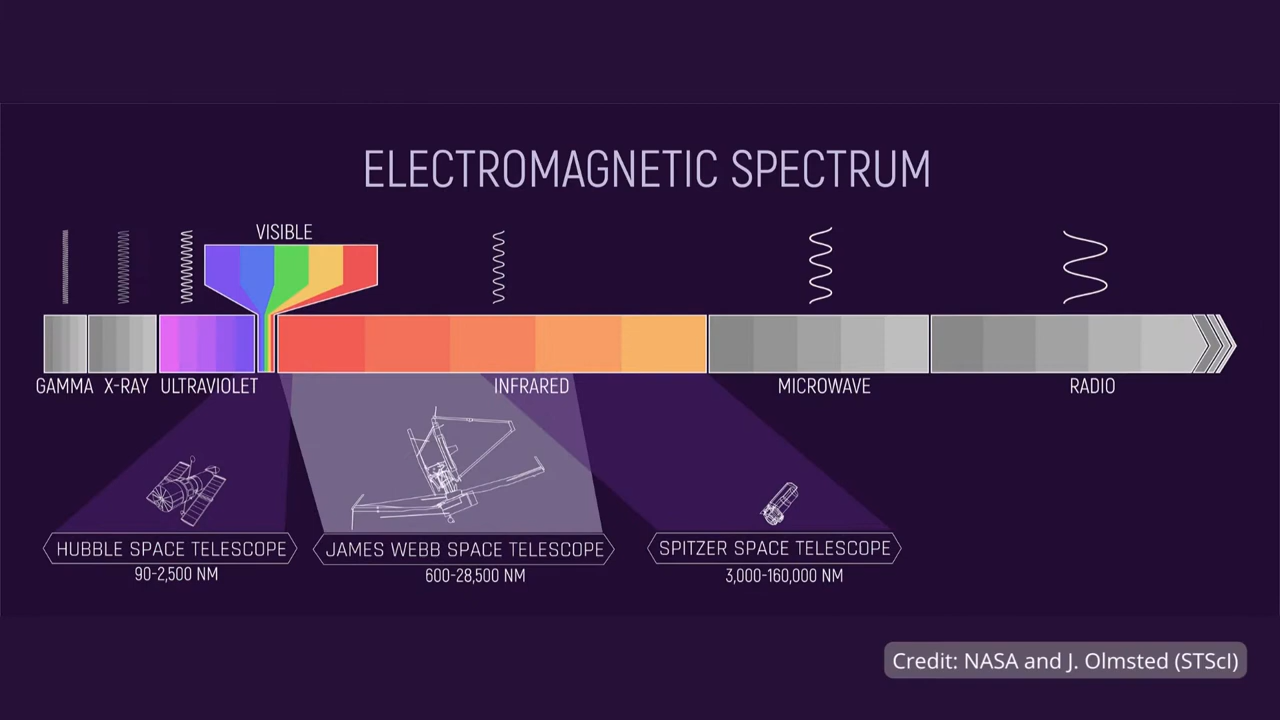 ELECTROMAGNETIC SPECTRUM
VISIBLE
GAMMA X-RAY ULTRAVIOLET INFRARED MICROWAVE RADIO
HUBBLE SPACE TELESCOPE
90-2,500 NM
JAMES WEBB SPACE TELESCOPE
600-28,500 NM
SPITZER SPACE TELESCOPE
3,000-160,000 NM
Credit: NASA and J. Olmsted (STScI)